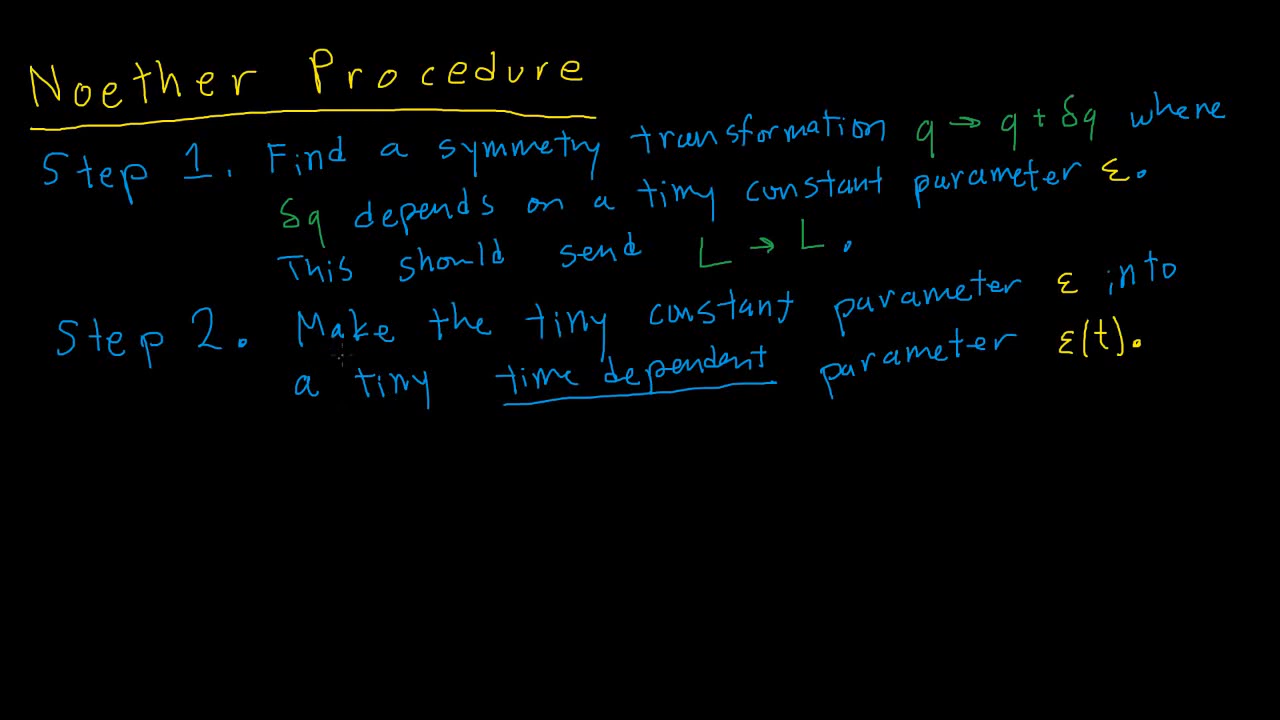 Noether Procedure
Step 1. Find a symmetry transformation q → q + δq where
δq depends on a tiny constant parameter ε.
This should send L → L.
Step 2. Make the tiny constant parameter ε into
a tiny time dependent parameter ε(t).